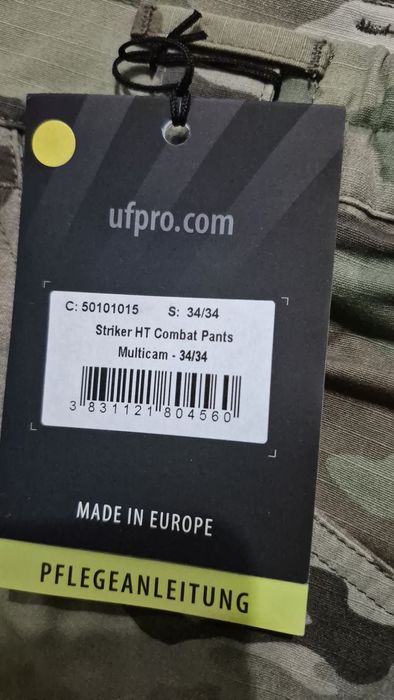 ufpro.com
C: 50101015 S: 34/34
Striker HT Combat Pants
Multicam - 34/34
3 831121 804560
MADE IN EUROPE
PFLEGEANLEITUNG